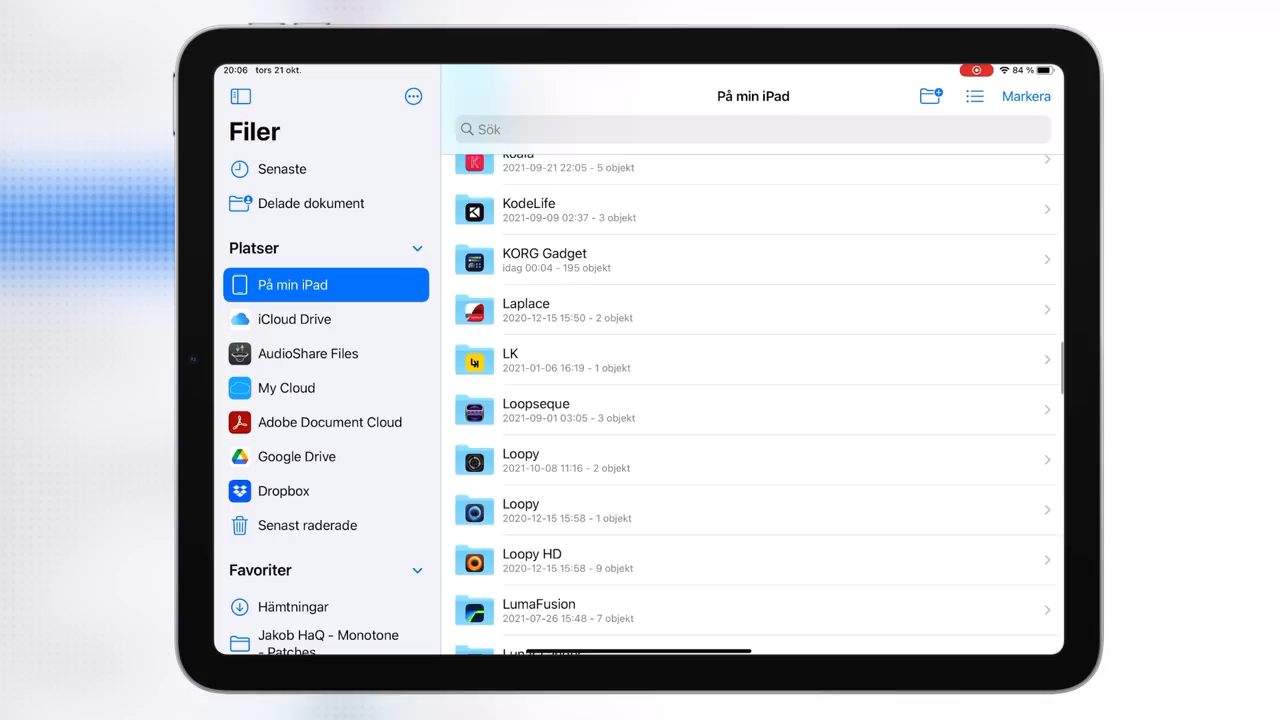 20:06 tors 21 okt.
84 %
Filer
Senaste
Delade dokument
Platser
På min iPad
iCloud Drive
AudioShare Files
My Cloud
Adobe Document Cloud
Google Drive
Dropbox
Senast raderade
Favoriter
Hämtningar
Jakob HaQ - Monotone
- Patches
På min iPad
Markera
Sök
koala
2021-09-21 22:05 - 5 objekt
KodeLife
2021-09-09 02:37 - 3 objekt
KORG Gadget
idag 00:04 - 195 objekt
Laplace
2020-12-15 15:50 - 2 objekt
LK
2021-01-06 16:19 - 1 objekt
Loopseque
2021-09-01 03:05 - 3 objekt
Loopy
2021-10-08 11:16 - 2 objekt
Loopy
2020-12-15 15:58 - 1 objekt
Loopy HD
2020-12-15 15:58 - 9 objekt
LumaFusion
2021-07-26 15:48 - 7 objekt